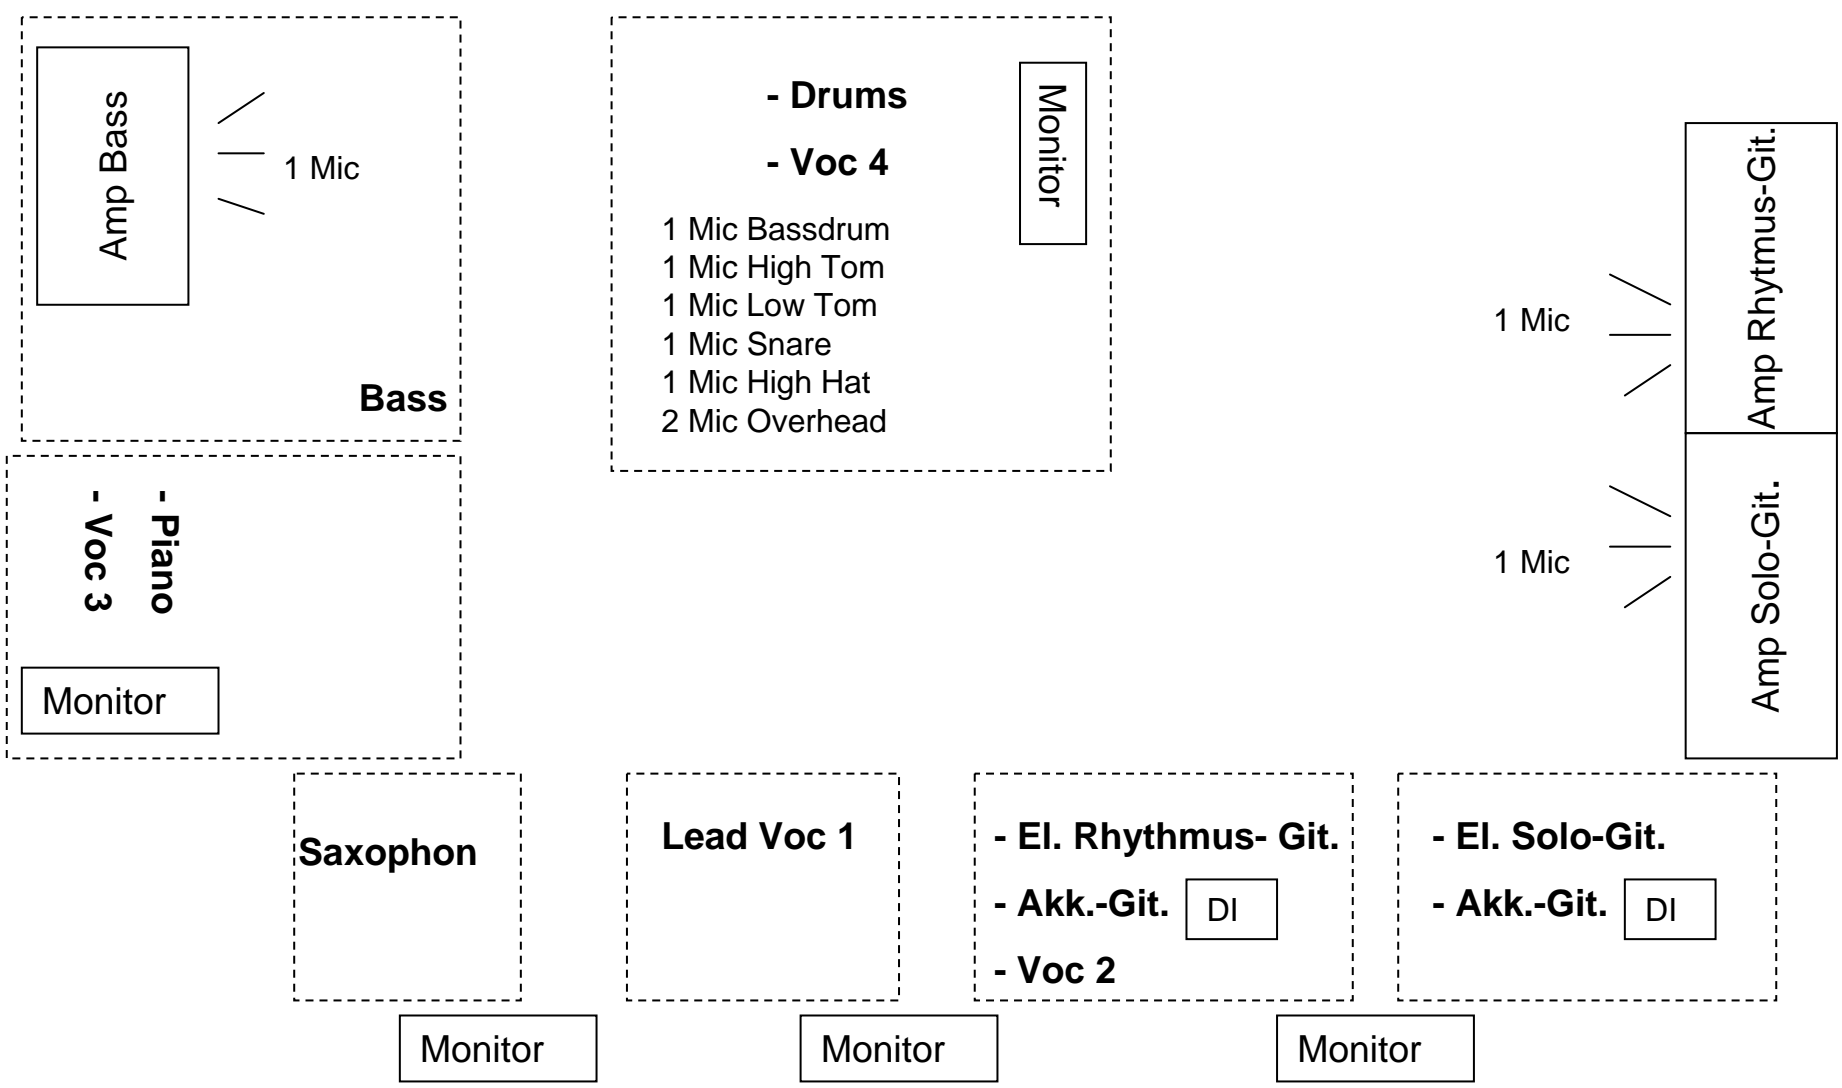 Amp Bass
1 Mic
Bass
- Drums
- Voc 4
Monitor
1 Mic Bassdrum
1 Mic High Tom
1 Mic Low Tom
1 Mic Snare
1 Mic High Hat
2 Mic Overhead
1 Mic
Amp Rhytmus-Git.
1 Mic
Amp Solo-Git.
- Piano
- Voc 3
Monitor
Saxophon
Lead Voc 1
- El. Rhythmus- Git.
- Akk.-Git.
DI
- Voc 2
- El. Solo-Git.
- Akk.-Git.
DI
Monitor
Monitor
Monitor